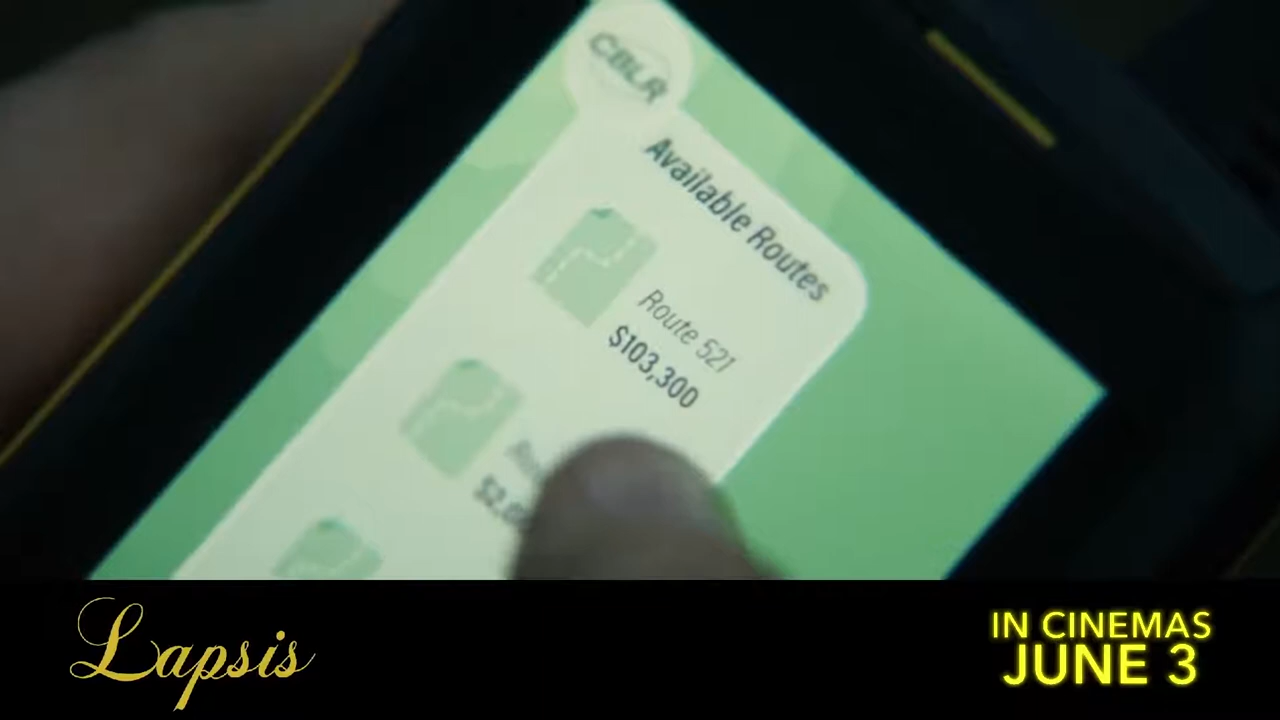 CBLR
Available Routes
Route 521
$103,300
Lapsis
IN CINEMAS
JUNE 3